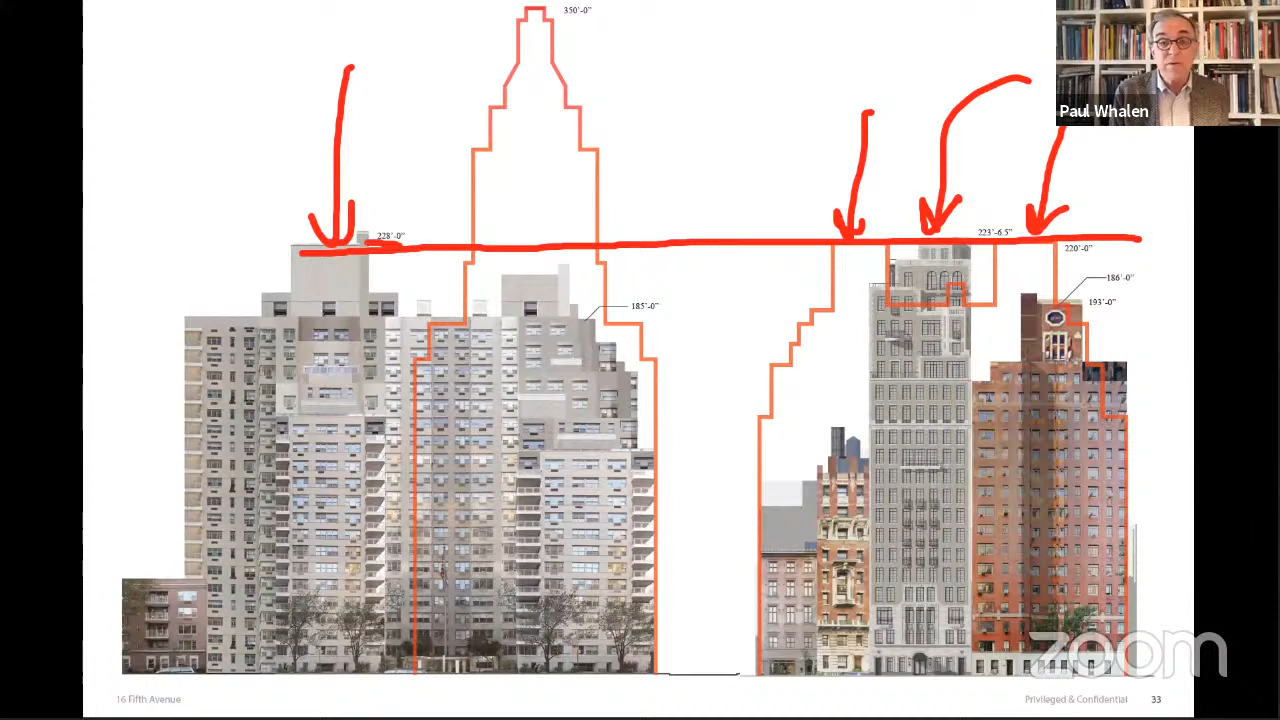 350'-0"
Paul Whalen
228'-0"
223'-6.5"
220'-0"
186'-0"
185'-0"
193'-0"
zoom
16 Fifth Avenue
Privileged & Confidential 33